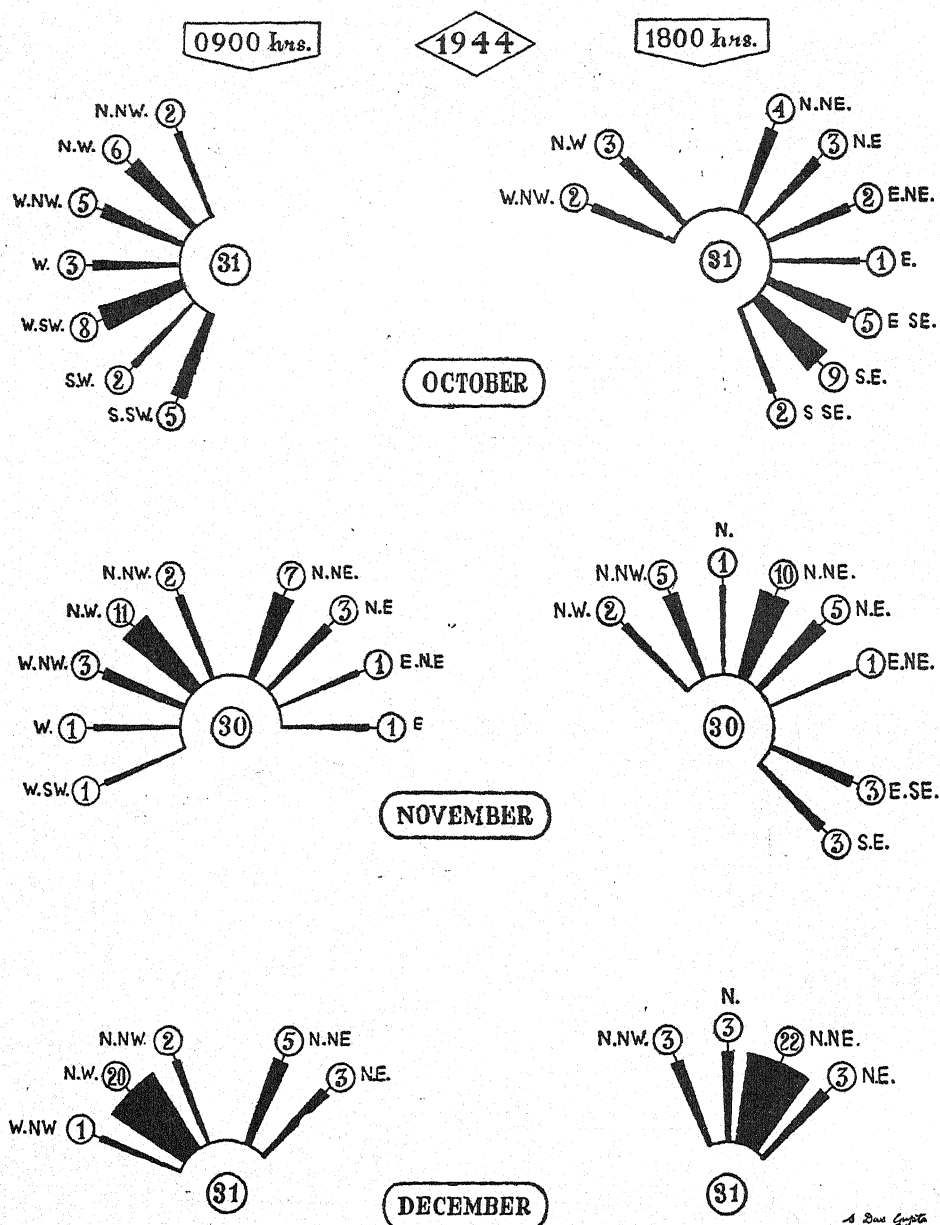 0900 hrs.
1944
1800 hrs.
N.NW. 2
N.W. 6
W.NW. 5
W. 3
W.SW. 8
S.W. 2
S.SW. 5
31
4 N.NE.
N.W 3
3 N.E
W.NW. 2
2 E.NE.
1 E.
5 E SE.
9 S.E.
2 S SE.
31
OCTOBER
N.NW. 2
7 N.NE.
N.W. 11
3 N.E
W.NW. 3
1 E.N.E
W. 1
1 E
W.SW. 1
30
N.
1
N.NW. 5
10 N.NE.
N.W. 2
5 N.E.
1 E.NE.
3 E.SE.
3 S.E.
30
NOVEMBER
N.NW. 2
5 N.NE
N.W. 20
3 N.E.
W.NW 1
31
N.
3
N.NW. 3
22 N.NE.
3 N.E.
31
DECEMBER
S Das Gupta